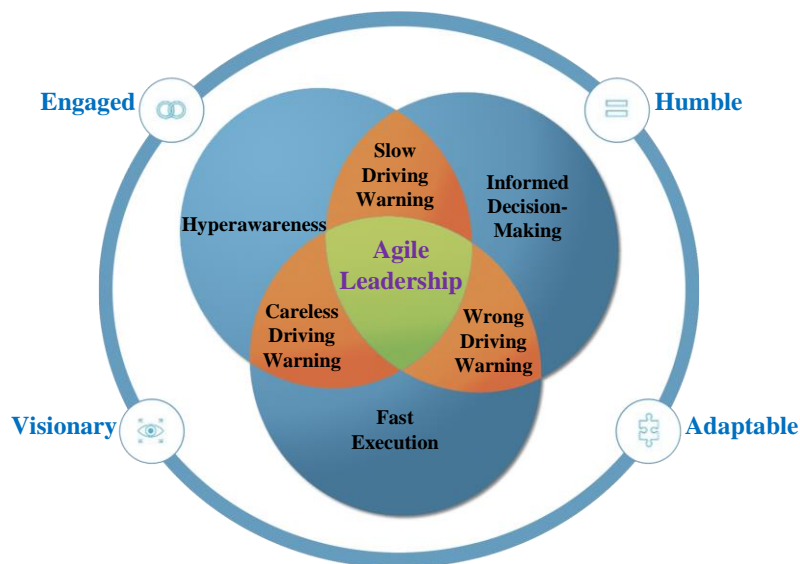 Engaged
Humble
Slow
Driving
Warning
Informed
Decision-
Making
Hyperawareness
Agile
Leadership
Careless
Driving
Warning
Wrong
Driving
Warning
Visionary
Fast
Execution
Adaptable